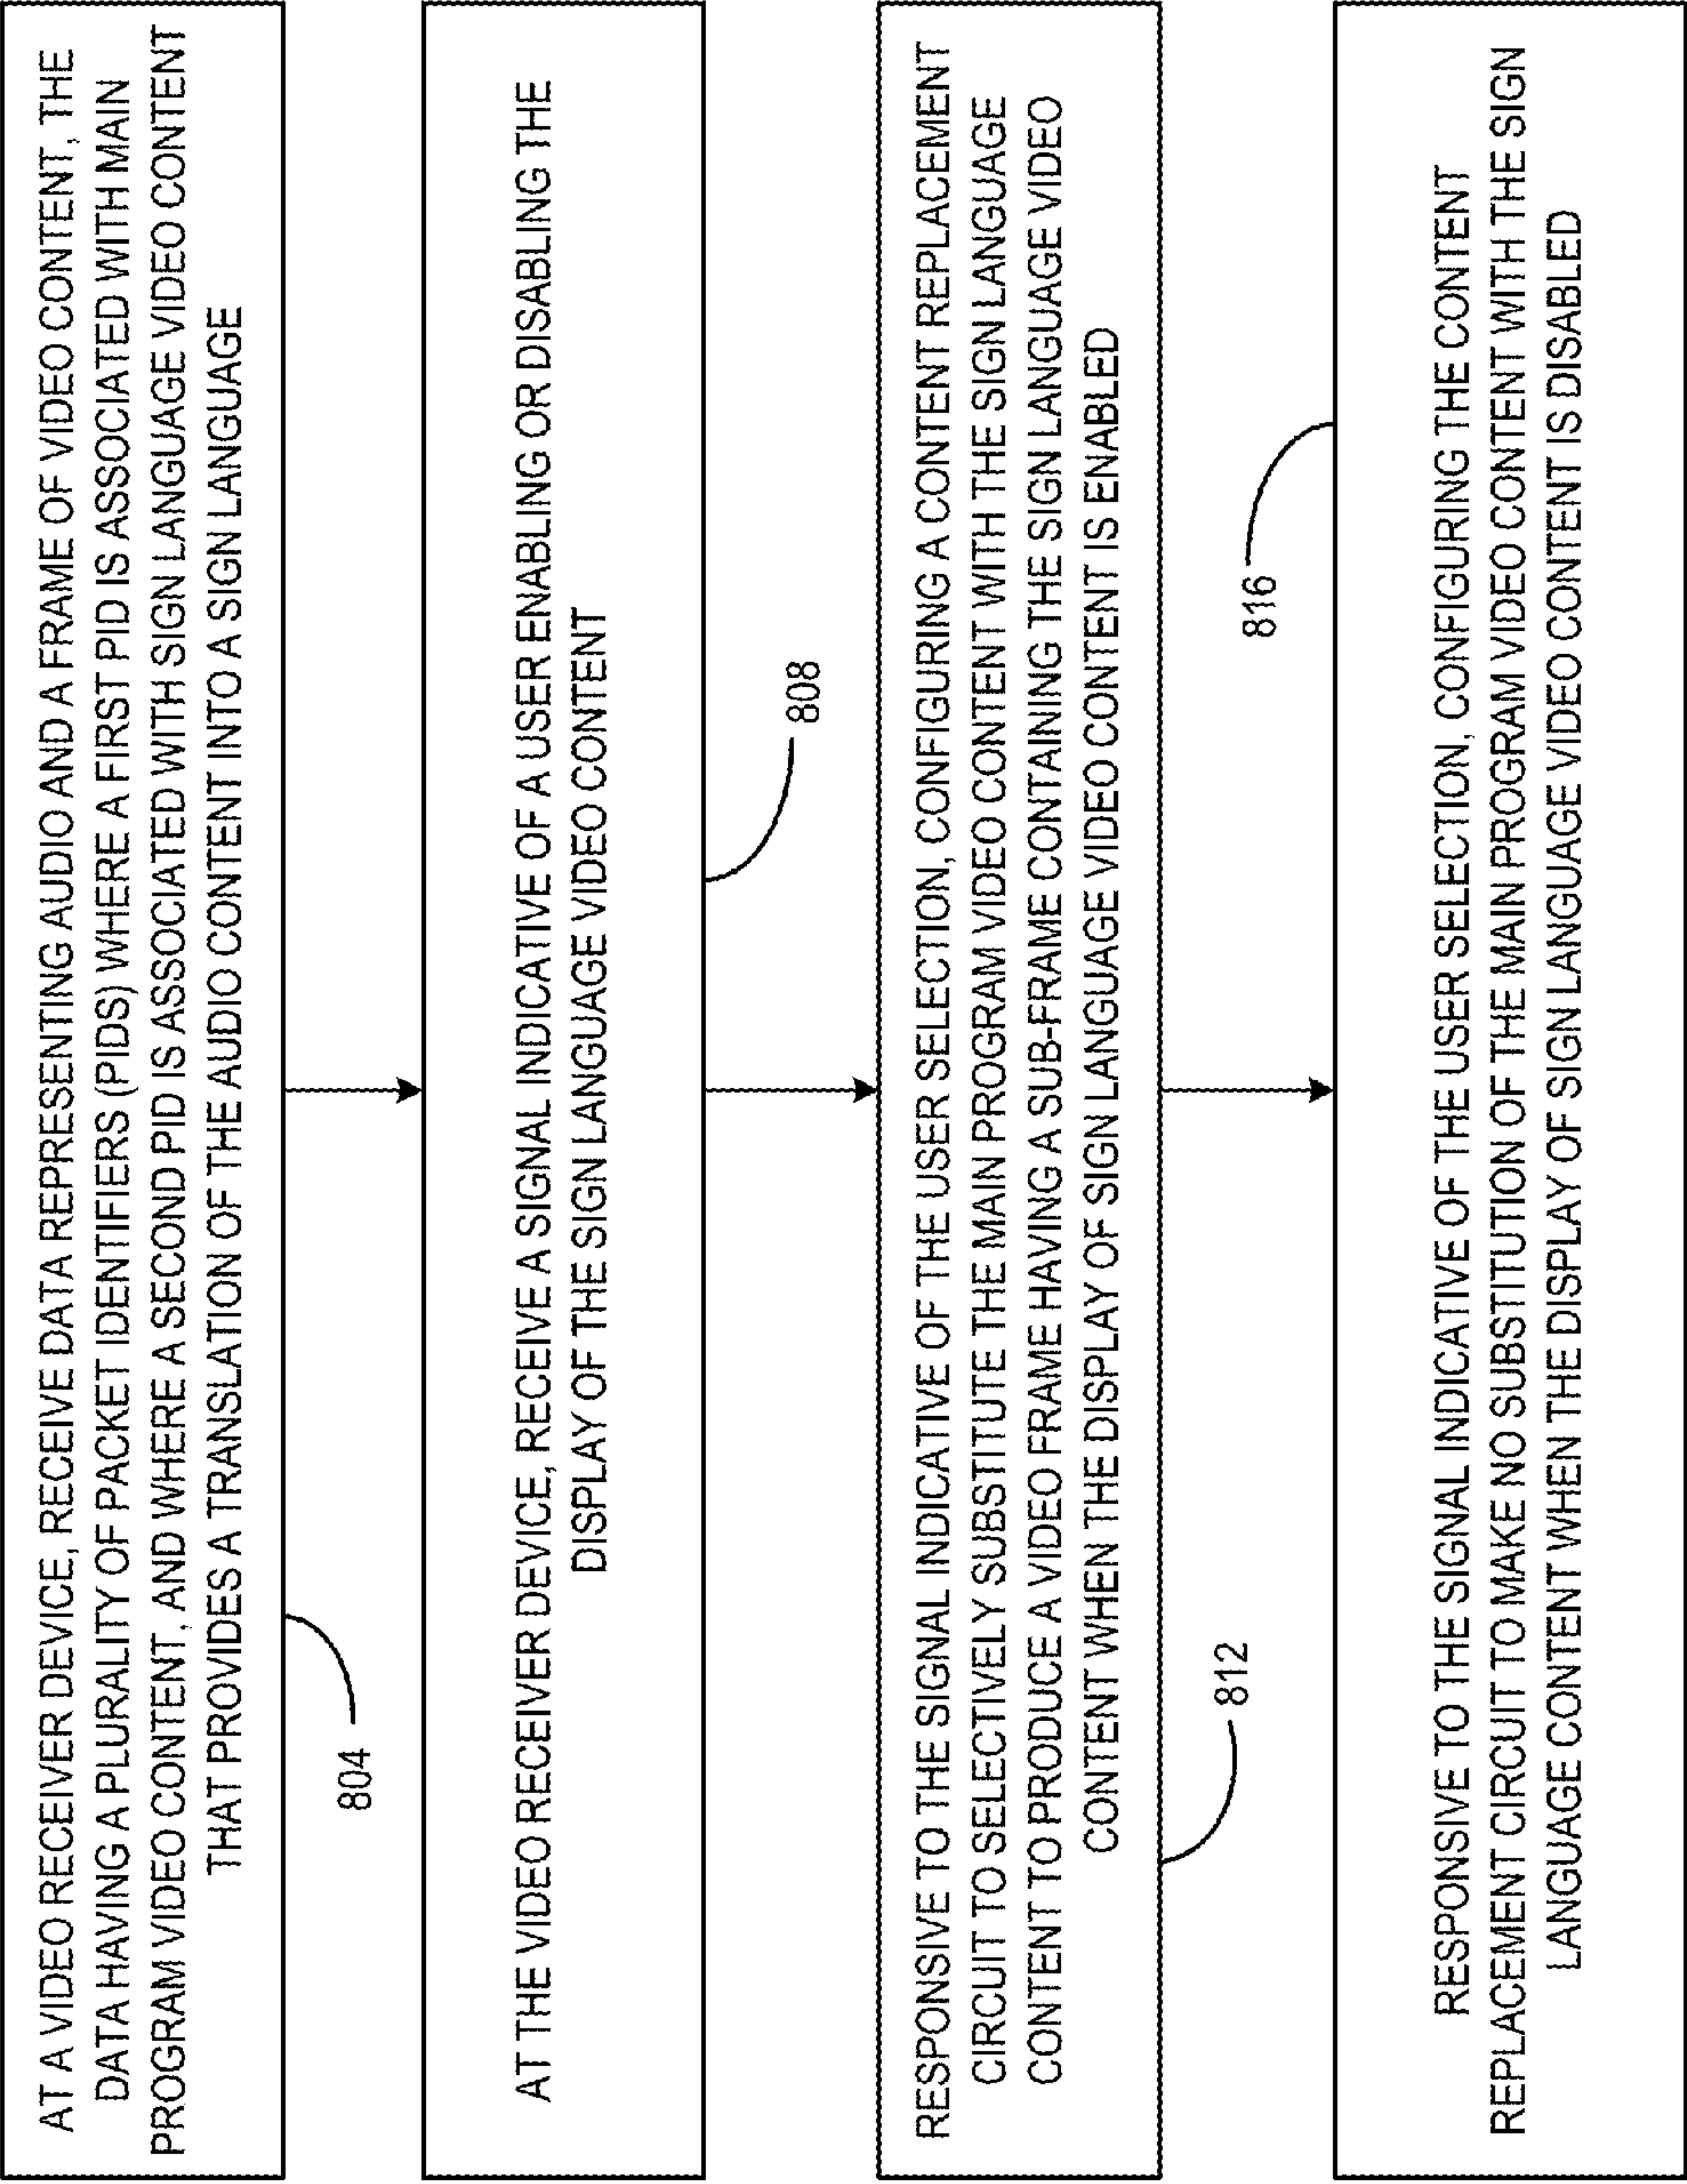 AT A VIDEO RECEIVER DEVICE, RECEIVE DATA REPRESENTING AUDIO AND A FRAME OF VIDEO CONTENT, THE
DATA HAVING A PLURALITY OF PACKET IDENTIFIERS (PIDS) WHERE A FIRST PID IS ASSOCIATED WITH MAIN
PROGRAM VIDEO CONTENT, AND WHERE A SECOND PID IS ASSOCIATED WITH SIGN LANGUAGE VIDEO CONTENT
THAT PROVIDES A TRANSLATION OF THE AUDIO CONTENT INTO A SIGN LANGUAGE
804
AT THE VIDEO RECEIVER DEVICE, RECEIVE A SIGNAL INDICATIVE OF A USER ENABLING OR DISABLING THE
DISPLAY OF THE SIGN LANGUAGE VIDEO CONTENT
808
RESPONSIVE TO THE SIGNAL INDICATIVE OF THE USER SELECTION, CONFIGURING A CONTENT REPLACEMENT
CIRCUIT TO SELECTIVELY SUBSTITUTE THE MAIN PROGRAM VIDEO CONTENT WITH THE SIGN LANGUAGE
CONTENT TO PRODUCE A VIDEO FRAME HAVING A SUB-FRAME CONTAINING THE SIGN LANGUAGE VIDEO
CONTENT WHEN THE DISPLAY OF SIGN LANGUAGE VIDEO CONTENT IS ENABLED
812
816
RESPONSIVE TO THE SIGNAL INDICATIVE OF THE USER SELECTION, CONFIGURING THE CONTENT
REPLACEMENT CIRCUIT TO MAKE NO SUBSTITUTION OF THE MAIN PROGRAM VIDEO CONTENT WITH THE SIGN
LANGUAGE CONTENT WHEN THE DISPLAY OF SIGN LANGUAGE VIDEO CONTENT IS DISABLED